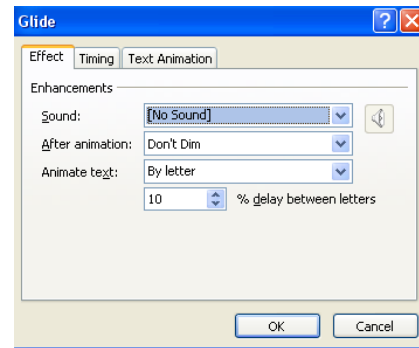 Glide
Effect Timing Text Animation
Enhancements
Sound: [No Sound]
After animation: Don't Dim
Animate text: By letter
10 % delay between letters
OK Cancel